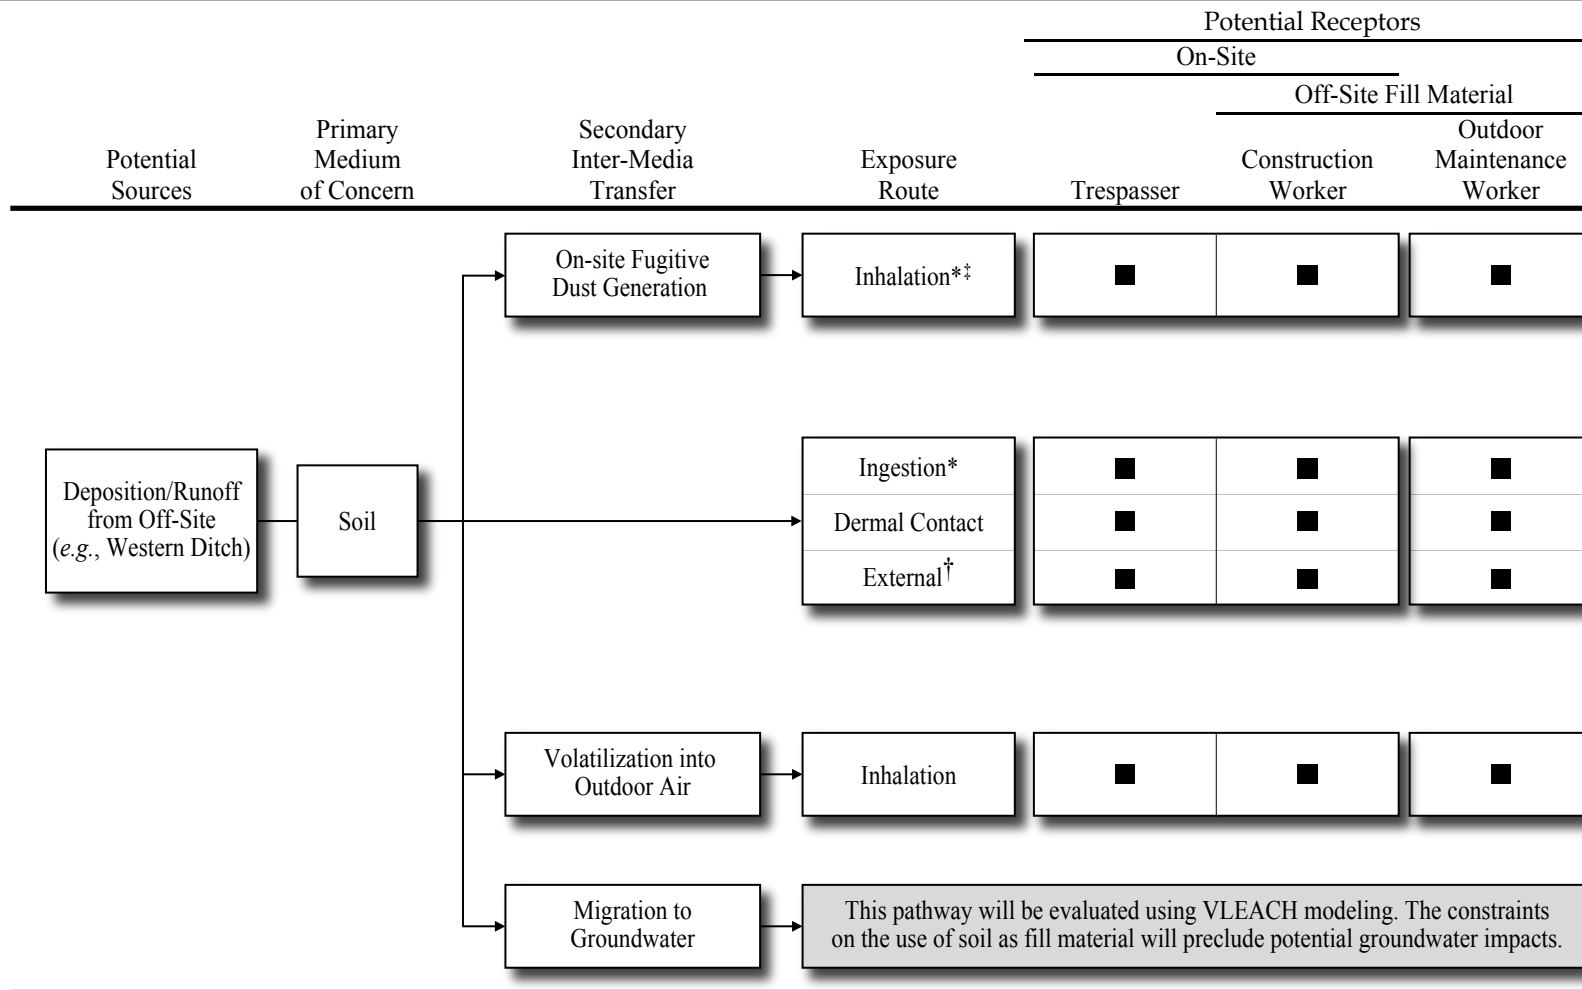 Potential Receptors
On-Site
Off-Site Fill Material
Potential
Sources
Primary
Medium
of Concern
Secondary
Inter-Media
Transfer
Exposure
Route
Trespasser
Construction
Worker
Outdoor
Maintenance
Worker
On-site Fugitive
Dust Generation
Inhalation*‡
Deposition/Runoff
from Off-Site
(e.g., Western Ditch)
Soil
Ingestion*
Dermal Contact
External†
Volatilization into
Outdoor Air
Inhalation
Migration to
Groundwater
This pathway will be evaluated using VLEACH modeling. The constraints
on the use of soil as fill material will preclude potential groundwater impacts.